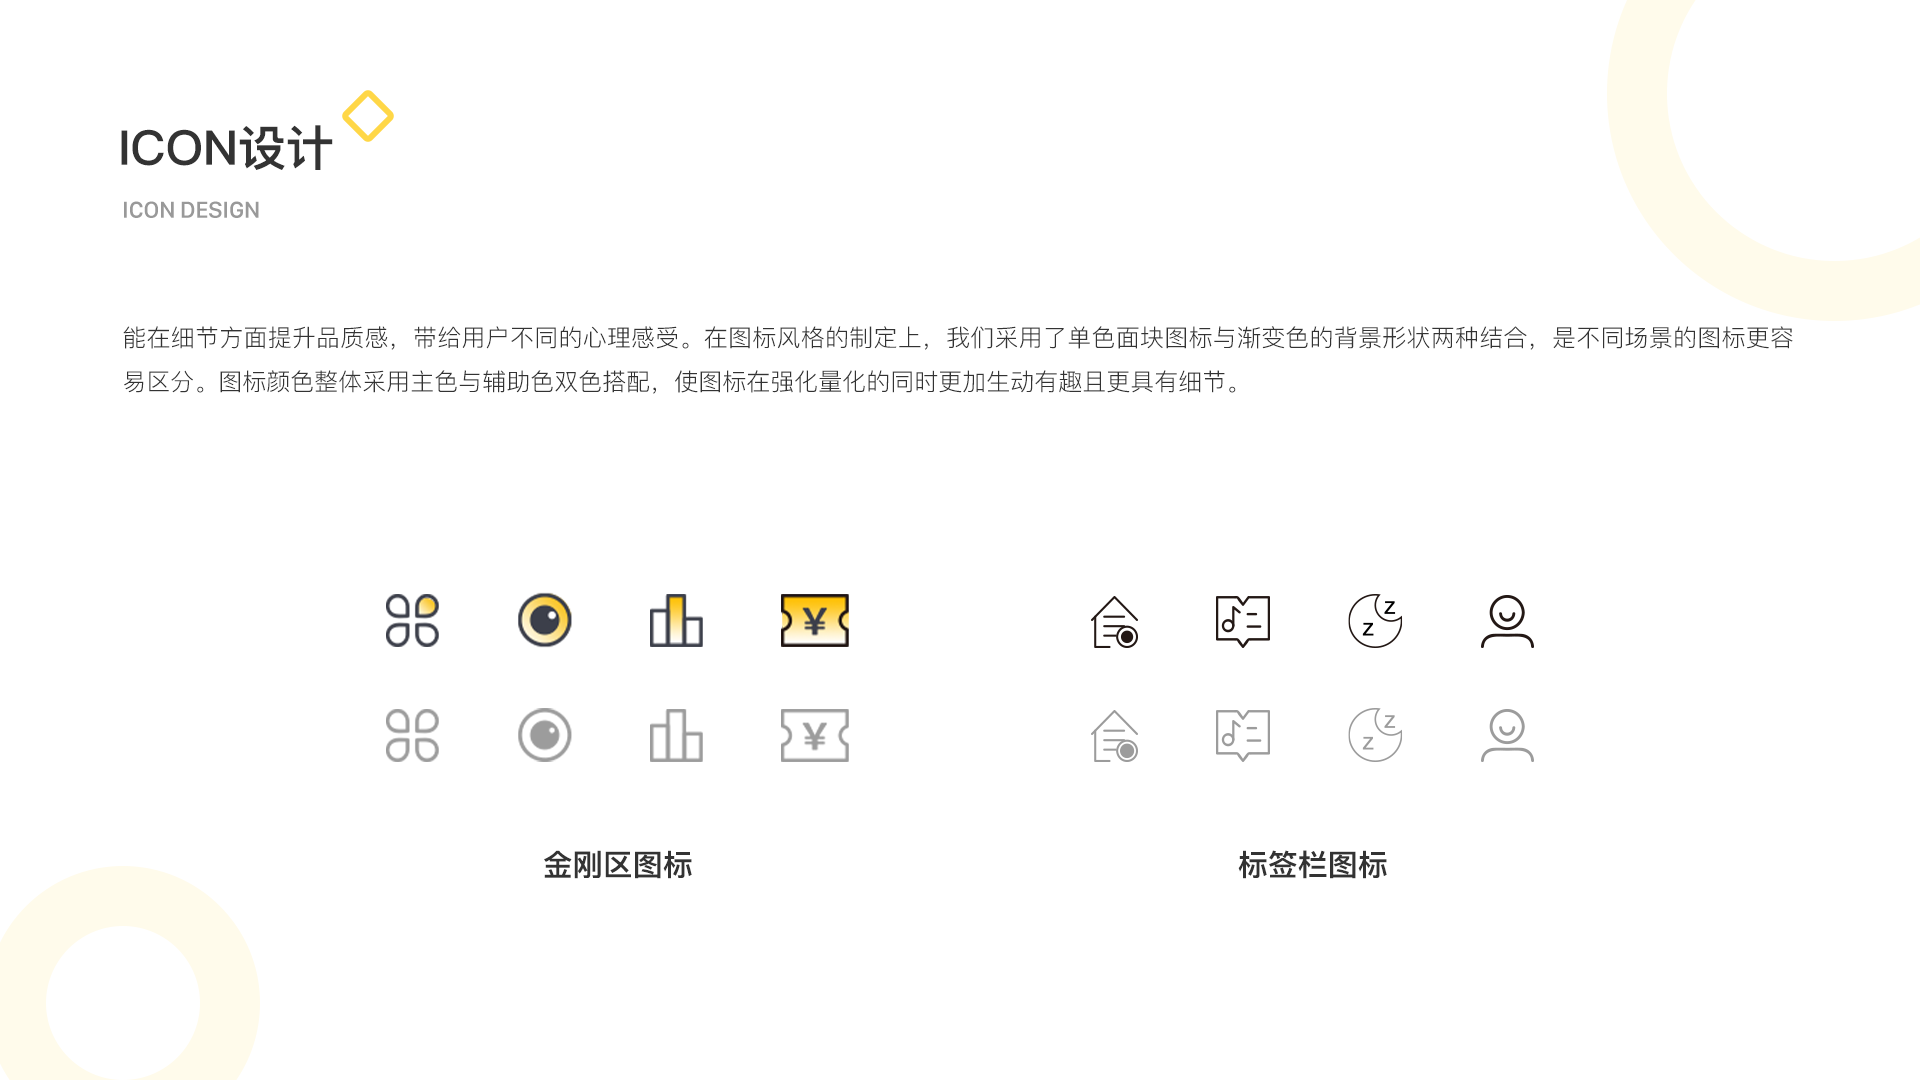 ICON设计
ICON DESIGN
能在细节方面提升品质感，带给用户不同的心理感受。在图标风格的制定上，我们采用了单色面块图标与渐变色的背景形状两种结合，是不同场景的图标更容
易区分。图标颜色整体采用主色与辅助色双色搭配，使图标在强化量化的同时更加生动有趣且更具有细节。
¥
z
z
¥
z
z
金刚区图标
标签栏图标